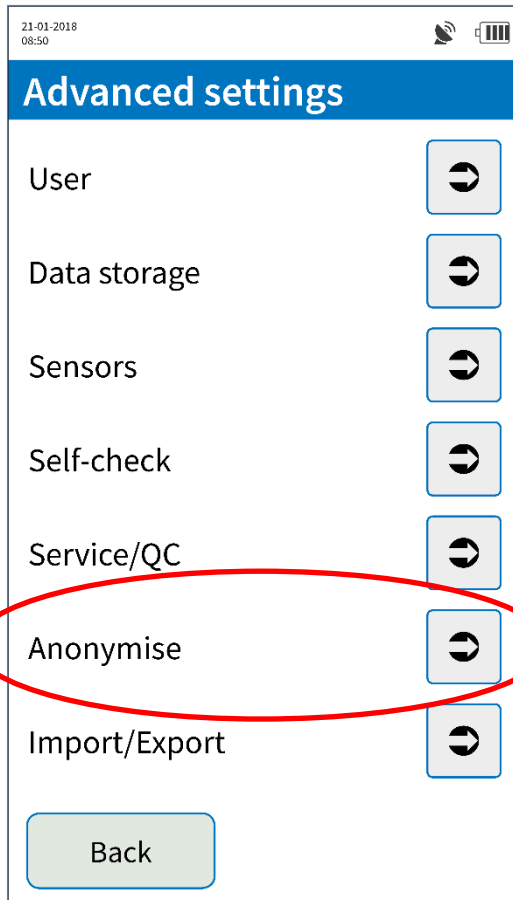 21-01-2018
08:50
Advanced settings
User
Data storage
Sensors
Self-check
Service/QC
Anonymise
Import/Export
Back